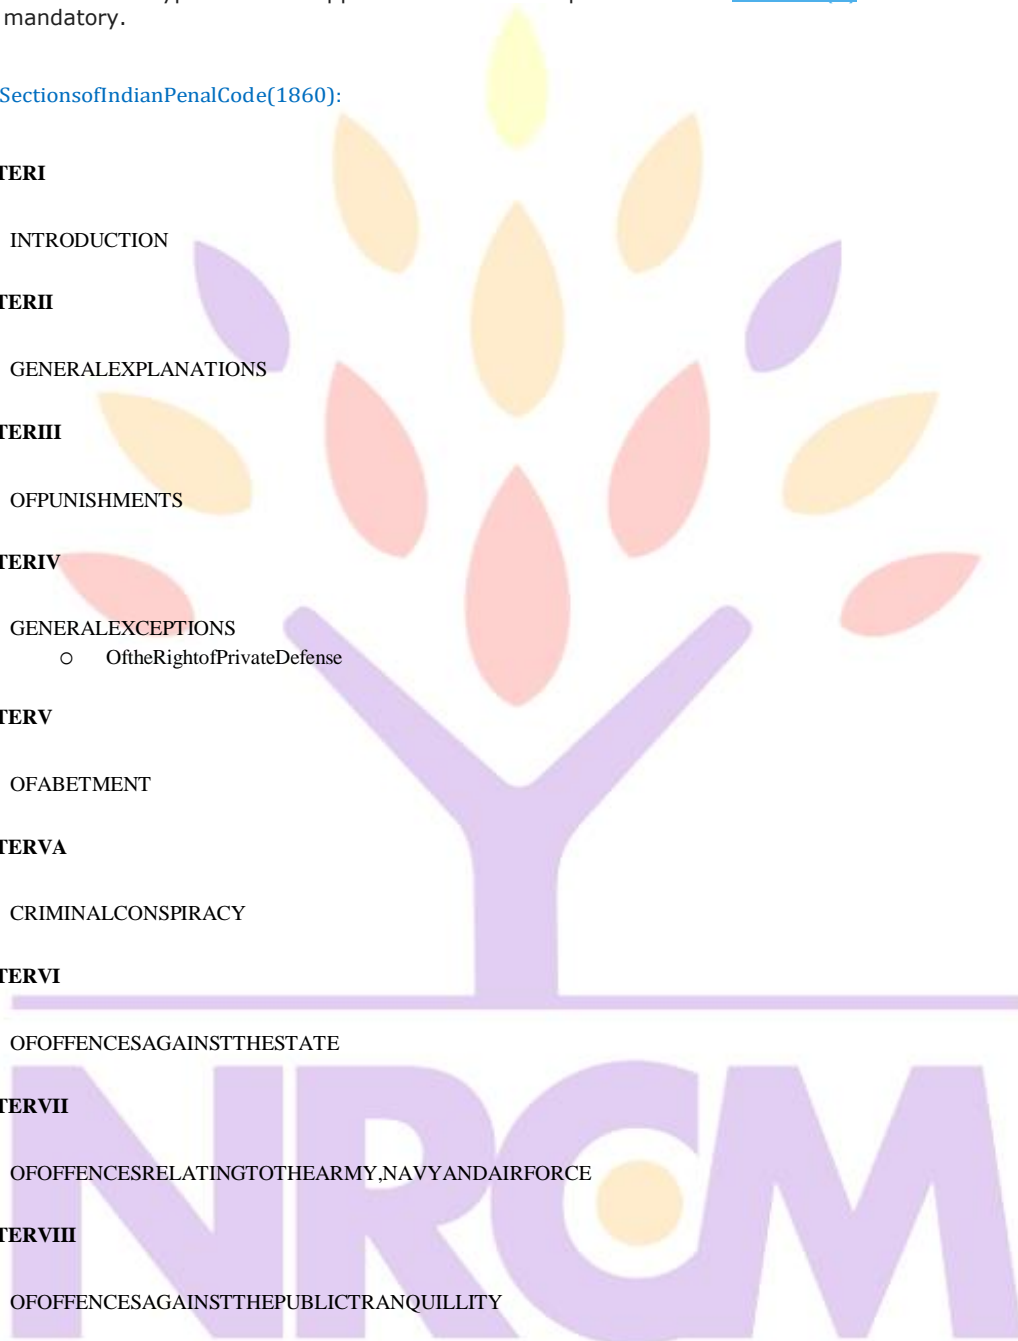 mandatory.
SectionsofIndianPenalCode(1860):
TERI
INTRODUCTION
TERII
GENERALEXPLANATIONS
TERIII
OFPUNISHMENTS
TERIV
GENERALEXCEPTIONS
o OftheRightofPrivateDefense
TERV
OFABETMENT
TERVA
CRIMINALCONSPIRACY
TERVI
OFOFFENCESAGAINSTTHESTATE
TERVII
OFOFFENCESRELATINGTOTHEARMY,NAVYANDAIRFORCE
TERVIII
OFOFFENCESAGAINSTTHEPUBLICTRANQUILLITY
NRCM